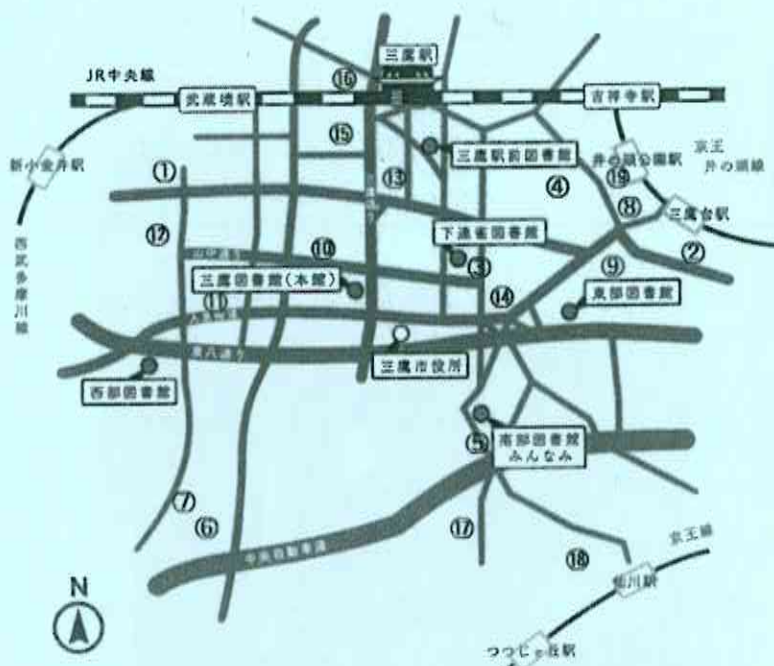 三鷹駅
⑯
JR中央線
武蔵境駅
吉祥寺駅
新小金井駅
⑮
三鷹駅前図書館
井の頭公園駅
京王
井の頭線
①
⑬
④
⑲
⑧
三鷹台駅
⑫
下連雀図書館
②
西武多摩川線
⑩
③
⑨
三鷹図書館(本館)
⑭
東部図書館
⑪
人見街道
東八通り
三鷹市役所
西部図書館
⑤
南部図書館
みんなみ
⑦
⑥
⑰
中央自動車道
⑱
京王線
仙川駅
N
つつじヶ丘駅